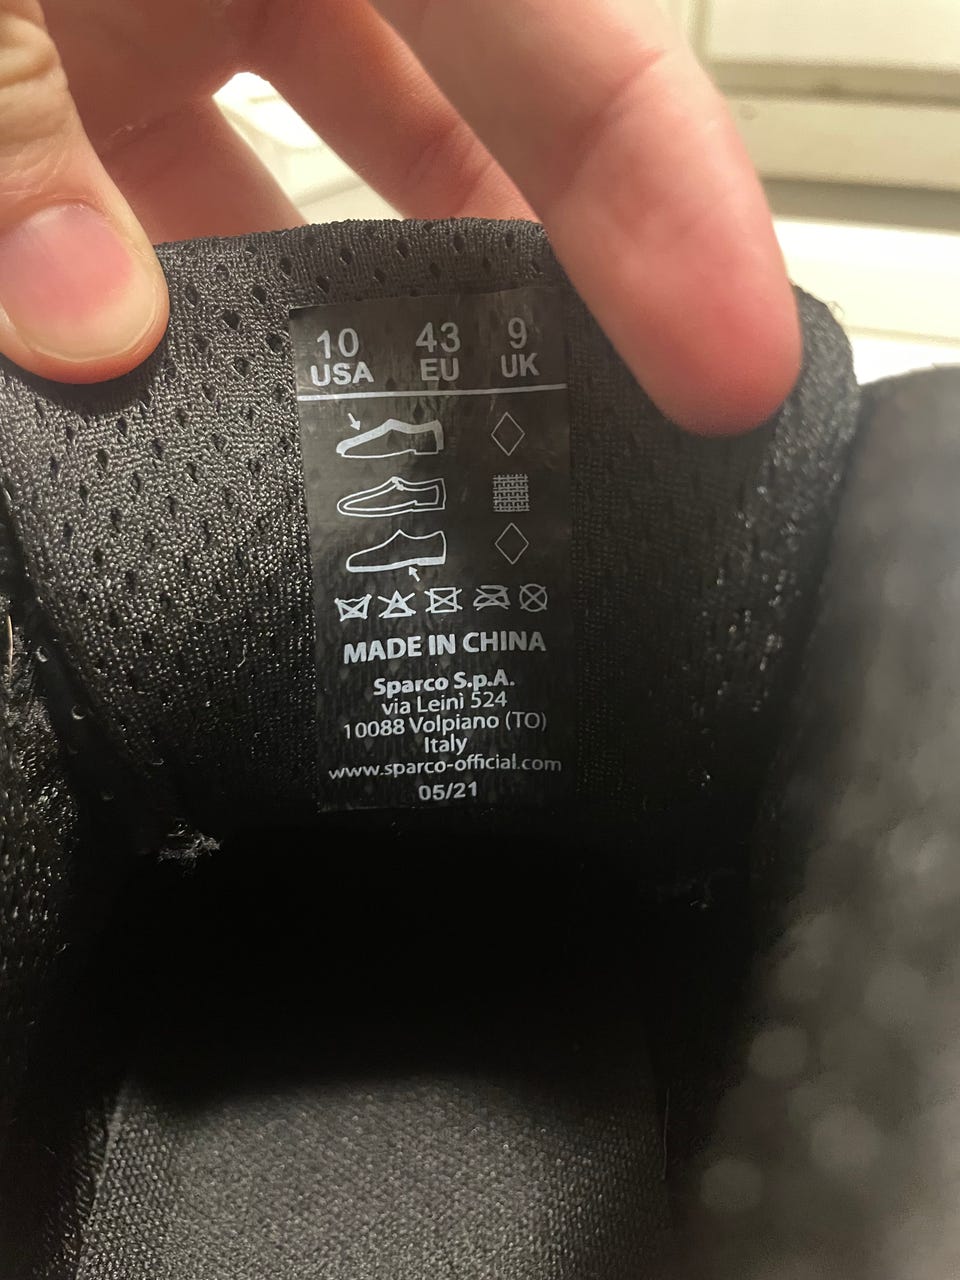 10 43 9
USA EU UK
MADE IN CHINA
Sparco S.p.A.
via Leinì 524
10088 Volpiano (TO)
Italy
www.sparco-official.com
05/21